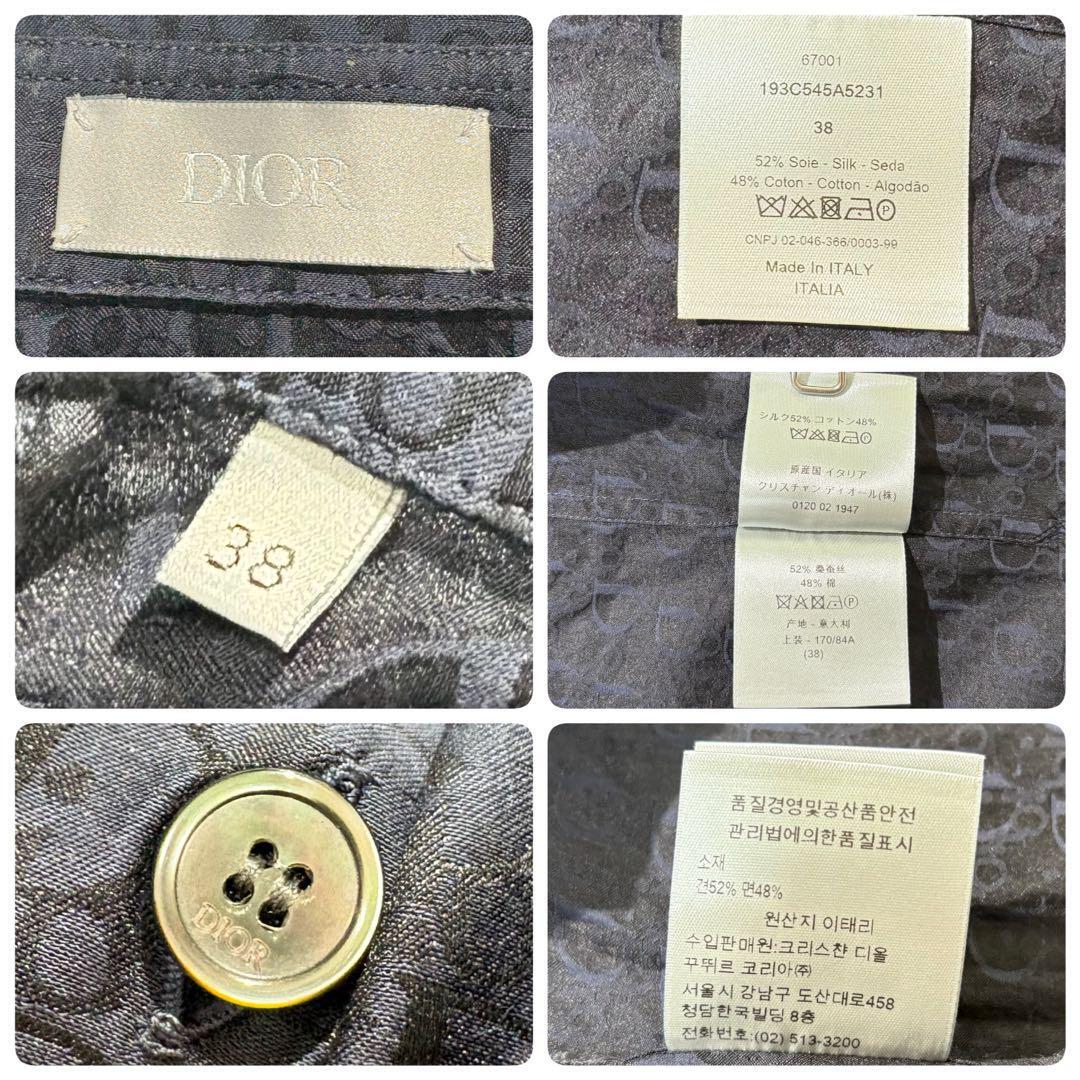 DIOR
67001
193C545A5231
38
52% Soie - Silk - Seda
48% Coton - Cotton - Algodão
CNPJ 02-046-366/0003-99
Made In ITALY
ITALIA
38
シルク52% コットン48%
原産国 イタリア
クリスチャン ディオール(株)
0120 02 1947
52% 桑蚕丝
48% 棉
产地 - 意大利
上装 - 170/84A
(38)
DIOR
품질경영및공산품안전
관리법에의한품질표시
소재
견52% 면48%
원산지 이태리
수입판매원:크리스챤 디올
꾸뛰르 코리아㈜
서울시 강남구 도산대로458
청담한국빌딩 8층
전화번호:(02) 513-3200